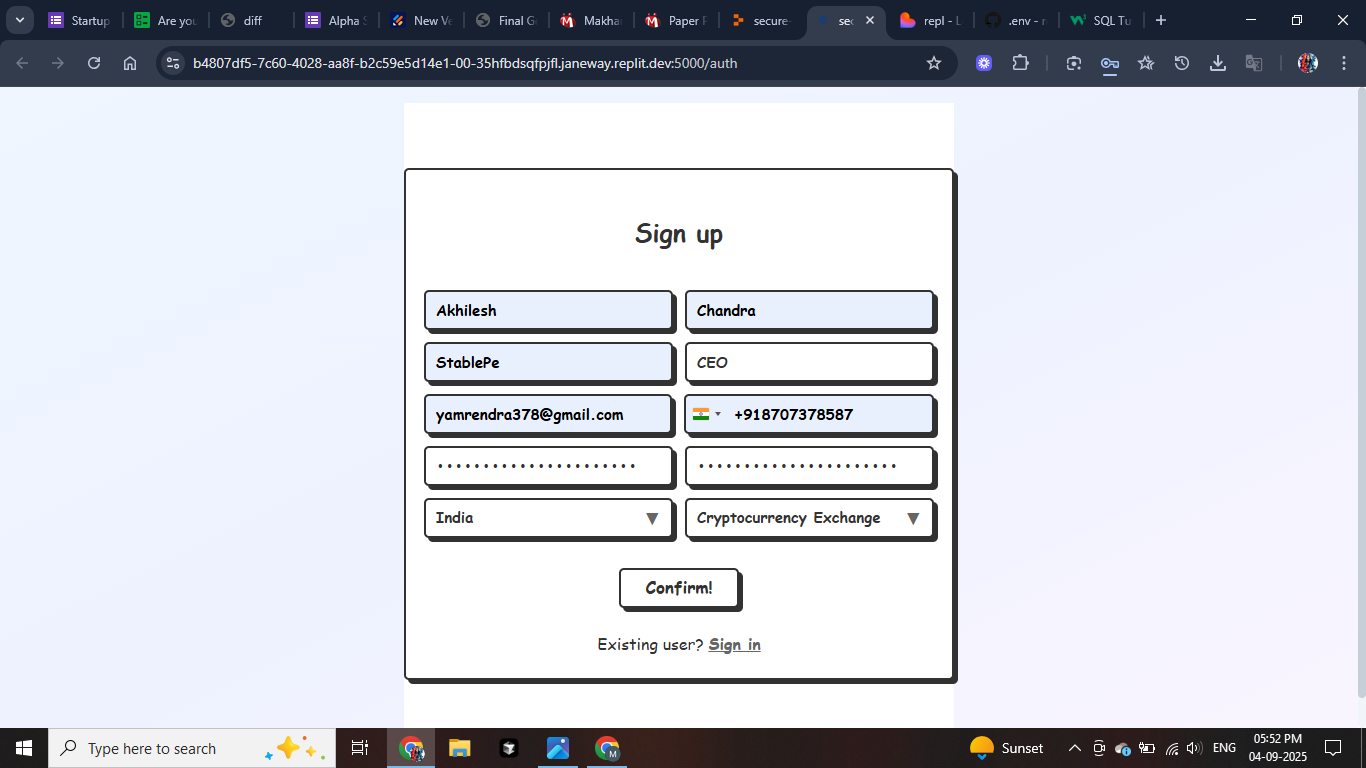 Startup
Are you
diff
Alpha S
New Ve
Final G
Makha
Paper P
secure-
sec
repl - L
.env - r
SQL Tu
b4807df5-7c60-4028-aa8f-b2c59e5d14e1-00-35hfbdsqfpjfl.janeway.replit.dev:5000/auth
Sign up
Akhilesh
Chandra
StablePe
CEO
yamrendra378@gmail.com
+918707378587
India
Cryptocurrency Exchange
Confirm!
Existing user? Sign in
Type here to search
Sunset
ENG
05:52 PM
04-09-2025